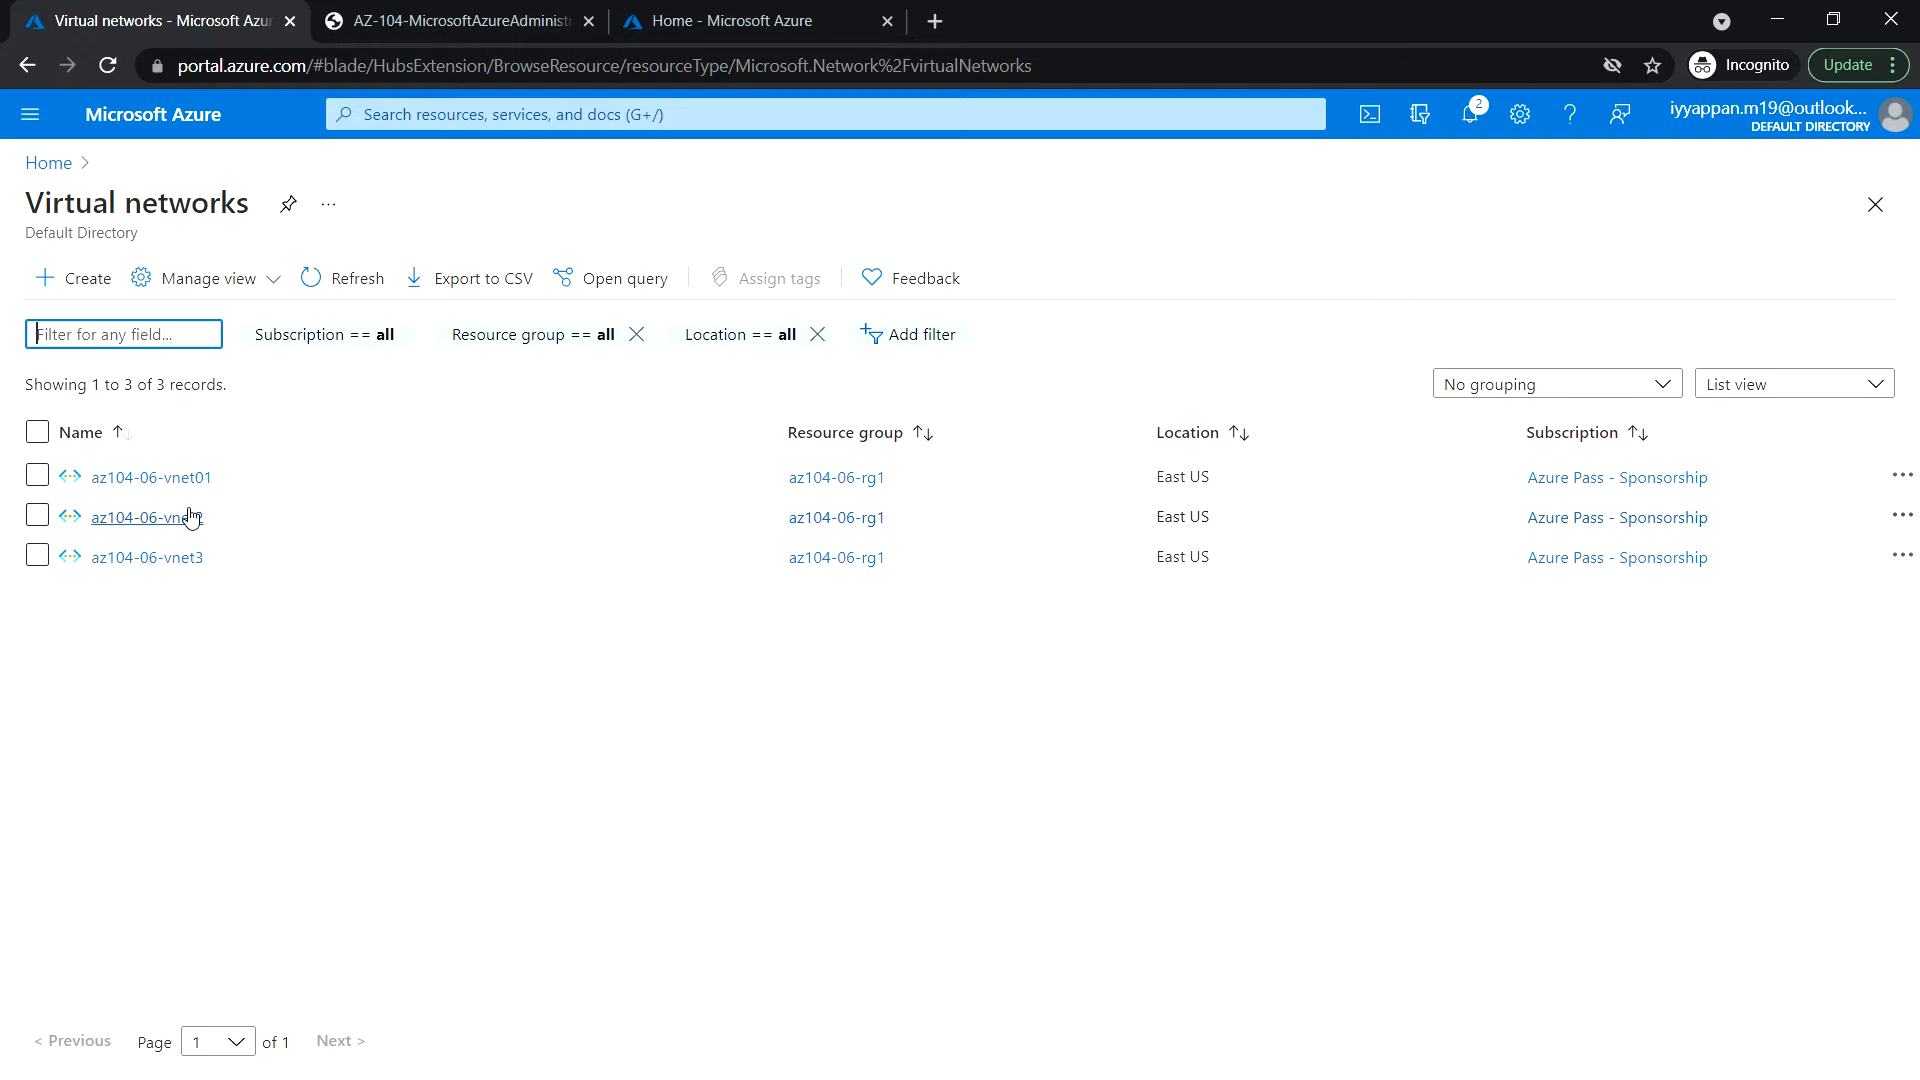 Virtual networks - Microsoft Azur
AZ-104-MicrosoftAzureAdminist
Home - Microsoft Azure
portal.azure.com/#blade/HubsExtension/BrowseResource/resourceType/Microsoft.Network%2FvirtualNetworks
Incognito
Update
Microsoft Azure
Search resources, services, and docs (G+/)
2
iyyappan.m19@outlook...
DEFAULT DIRECTORY
Home >
Virtual networks
...
Default Directory
Create
Manage view
Refresh
Export to CSV
Open query
Assign tags
Feedback
Filter for any field...
Subscription == all
Resource group == all
Location == all
Add filter
Showing 1 to 3 of 3 records.
No grouping
List view
Name
Resource group
Location
Subscription
az104-06-vnet01 az104-06-rg1 East US Azure Pass - Sponsorship ...
az104-06- az104-06-rg1 East US Azure Pass - Sponsorship ...
az104-06-vnet3 az104-06-rg1 East US Azure Pass - Sponsorship ...
< Previous Page 1 of 1 Next >